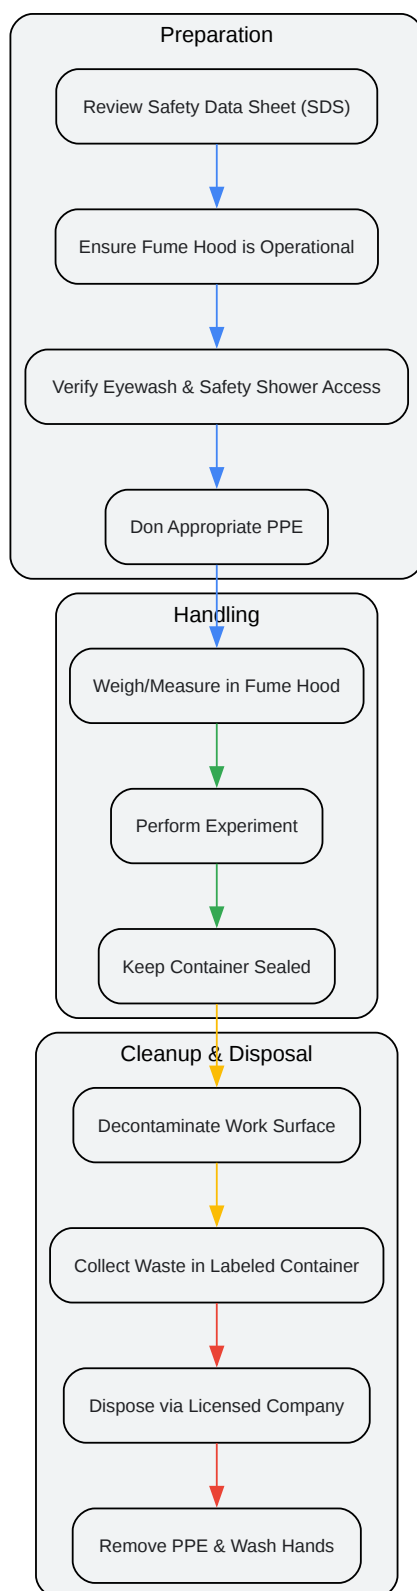 Preparation
Review Safety Data Sheet (SDS)
Ensure Fume Hood is Operational
Verify Eyewash & Safety Shower Access
Don Appropriate PPE
Handling
Weigh/Measure in Fume Hood
Perform Experiment
Keep Container Sealed
Cleanup & Disposal
Decontaminate Work Surface
Collect Waste in Labeled Container
Dispose via Licensed Company
Remove PPE & Wash Hands